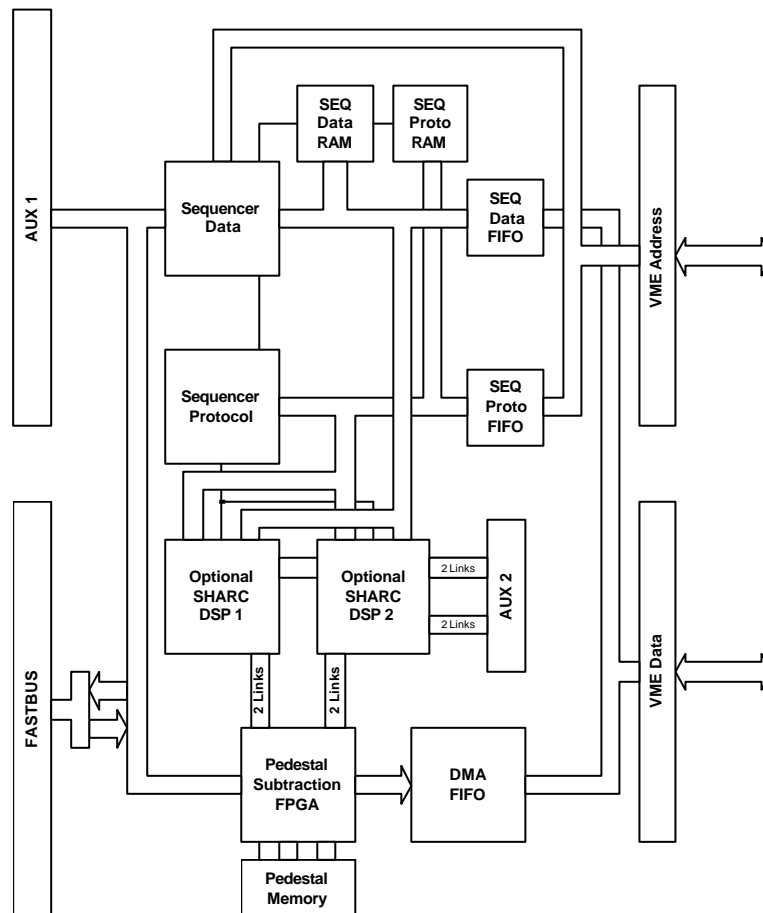 SEQ
Data
RAM
SEQ
Proto
RAM
AUX 1
Sequencer
Data
SEQ
Data
FIFO
VME Address
Sequencer
Protocol
SEQ
Proto
FIFO
Optional
SHARC
DSP 1
Optional
SHARC
DSP 2
2 Links
2 Links
AUX 2
FASTBUS
2 Links
2 Links
VME Data
Pedestal
Subtraction
FPGA
DMA
FIFO
Pedestal
Memory